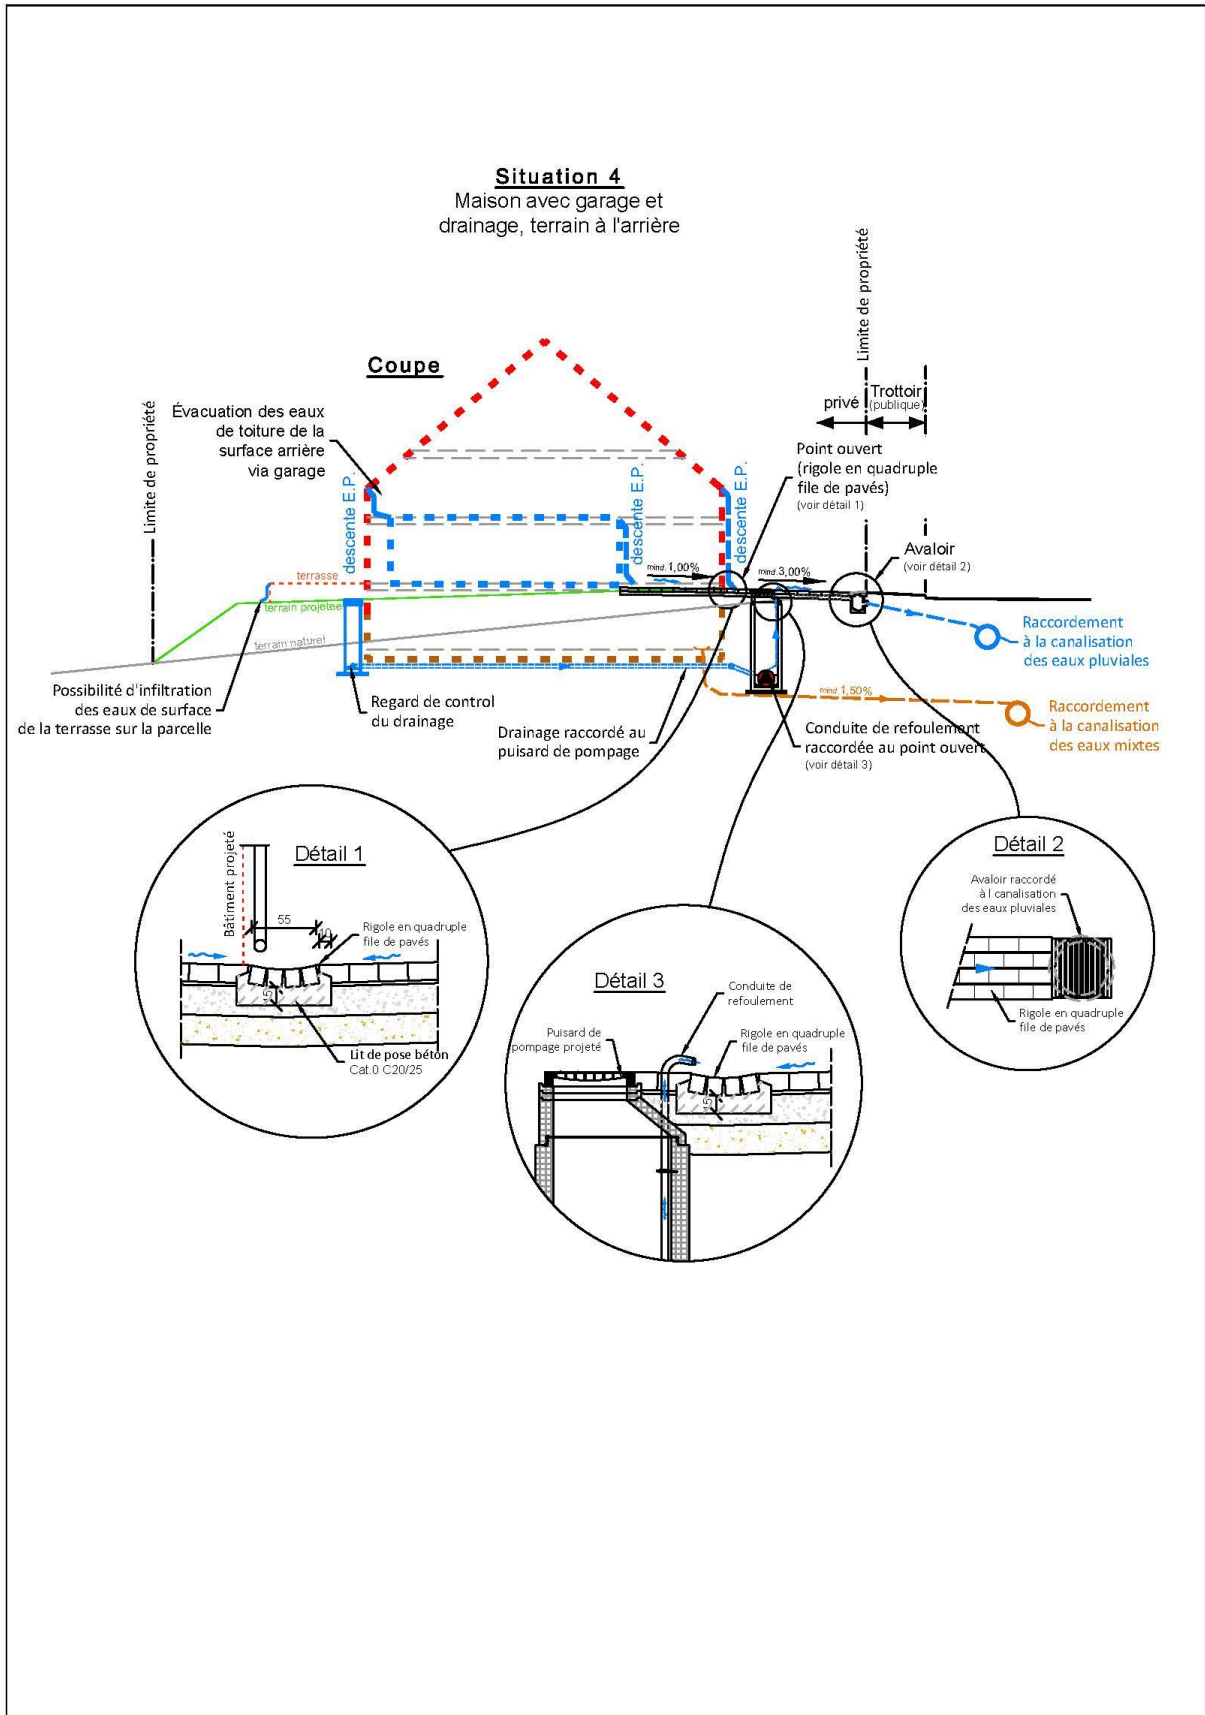 Situation 4
Maison avec garage et
drainage, terrain à l'arrière
Coupe
Limite de propriété
Évacuation des eaux
de toiture de la
surface arrière
via garage
descente E.P.
descente E.P.
descente E.P.
Limite de propriété
privé
Trottoir
(publique)
Point ouvert
(rigole en quadruple
file de pavés)
(voir détail 1)
Avaloir
(voir détail 2)
mind. 1,00%
mind. 3,00%
terrasse
terrain projetée
terrain naturel
Raccordement
à la canalisation
des eaux pluviales
mind. 1,50%
Raccordement
à la canalisation
des eaux mixtes
Possibilité d'infiltration
des eaux de surface
de la terrasse sur la parcelle
Regard de control
du drainage
Drainage raccordé au
puisard de pompage
Conduite de refoulement
raccordée au point ouvert
(voir détail 3)
Détail 1
Bâtiment projeté
55
10
Rigole en quadruple
file de pavés
15
Lit de pose béton
Cat.0 C20/25
Détail 2
Avaloir raccordé
à l canalisation
des eaux pluviales
Rigole en quadruple
file de pavés
Détail 3
Conduite de
refoulement
Puisard de
pompage projeté
Rigole en quadruple
file de pavés
15